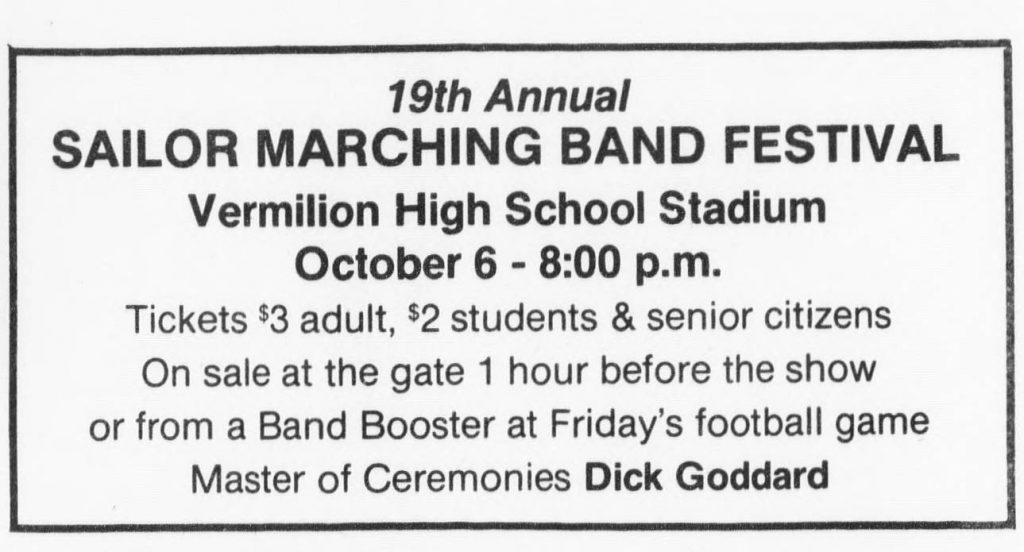 19th Annual
SAILOR MARCHING BAND FESTIVAL
Vermilion High School Stadium
October 6 - 8:00 p.m.
Tickets $3 adult, $2 students & senior citizens
On sale at the gate 1 hour before the show
or from a Band Booster at Friday's football game
Master of Ceremonies Dick Goddard